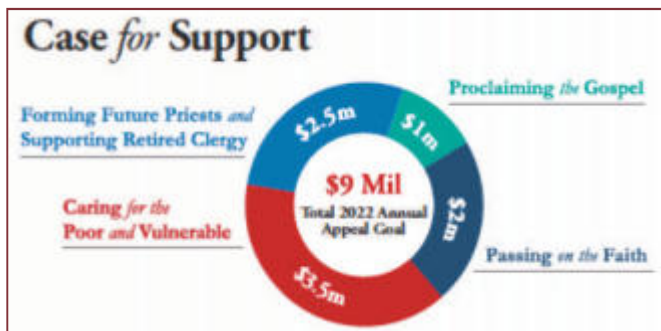 Case for Support
Forming Future Priests and
Supporting Retired Clergy
$2.5m
$1m
Proclaiming the Gospel
$9 Mil
Total 2022 Annual
Appeal Goal
Caring for the
Poor and Vulnerable
$2m
Passing on the Faith
$3.5m